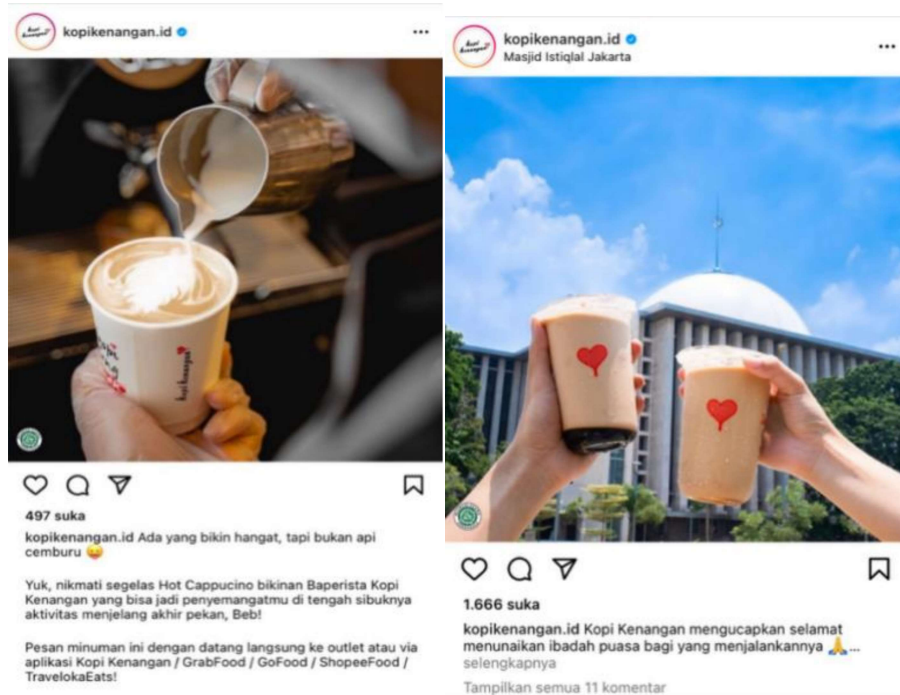 kopikenangan.id
kopi kenangan
497 suka
kopikenangan.id Ada yang bikin hangat, tapi bukan api
cemburu 😝
Yuk, nikmati segelas Hot Cappucino bikinan Baperista Kopi
Kenangan yang bisa jadi penyemangatmu di tengah sibuknya
aktivitas menjelang akhir pekan, Beb!
Pesan minuman ini dengan datang langsung ke outlet atau via
aplikasi Kopi Kenangan / GrabFood / GoFood / ShopeeFood /
TravelokaEats!
kopikenangan.id
Masjid Istiqlal Jakarta
1.666 suka
kopikenangan.id Kopi Kenangan mengucapkan selamat
menunaikan ibadah puasa bagi yang menjalankannya 🙏...
selengkapnya
Tampilkan semua 11 komentar